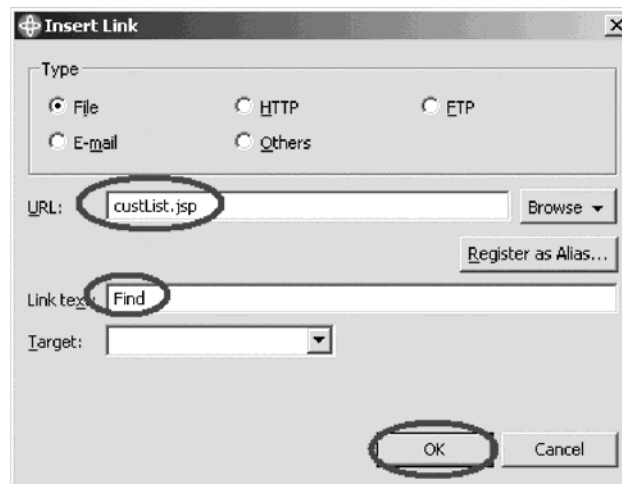 Insert Link
Type
File
HTTP
FTP
E-mail
Others
URL:
custList.jsp
Browse
Register as Alias...
Link text:
Find
Target:
OK
Cancel